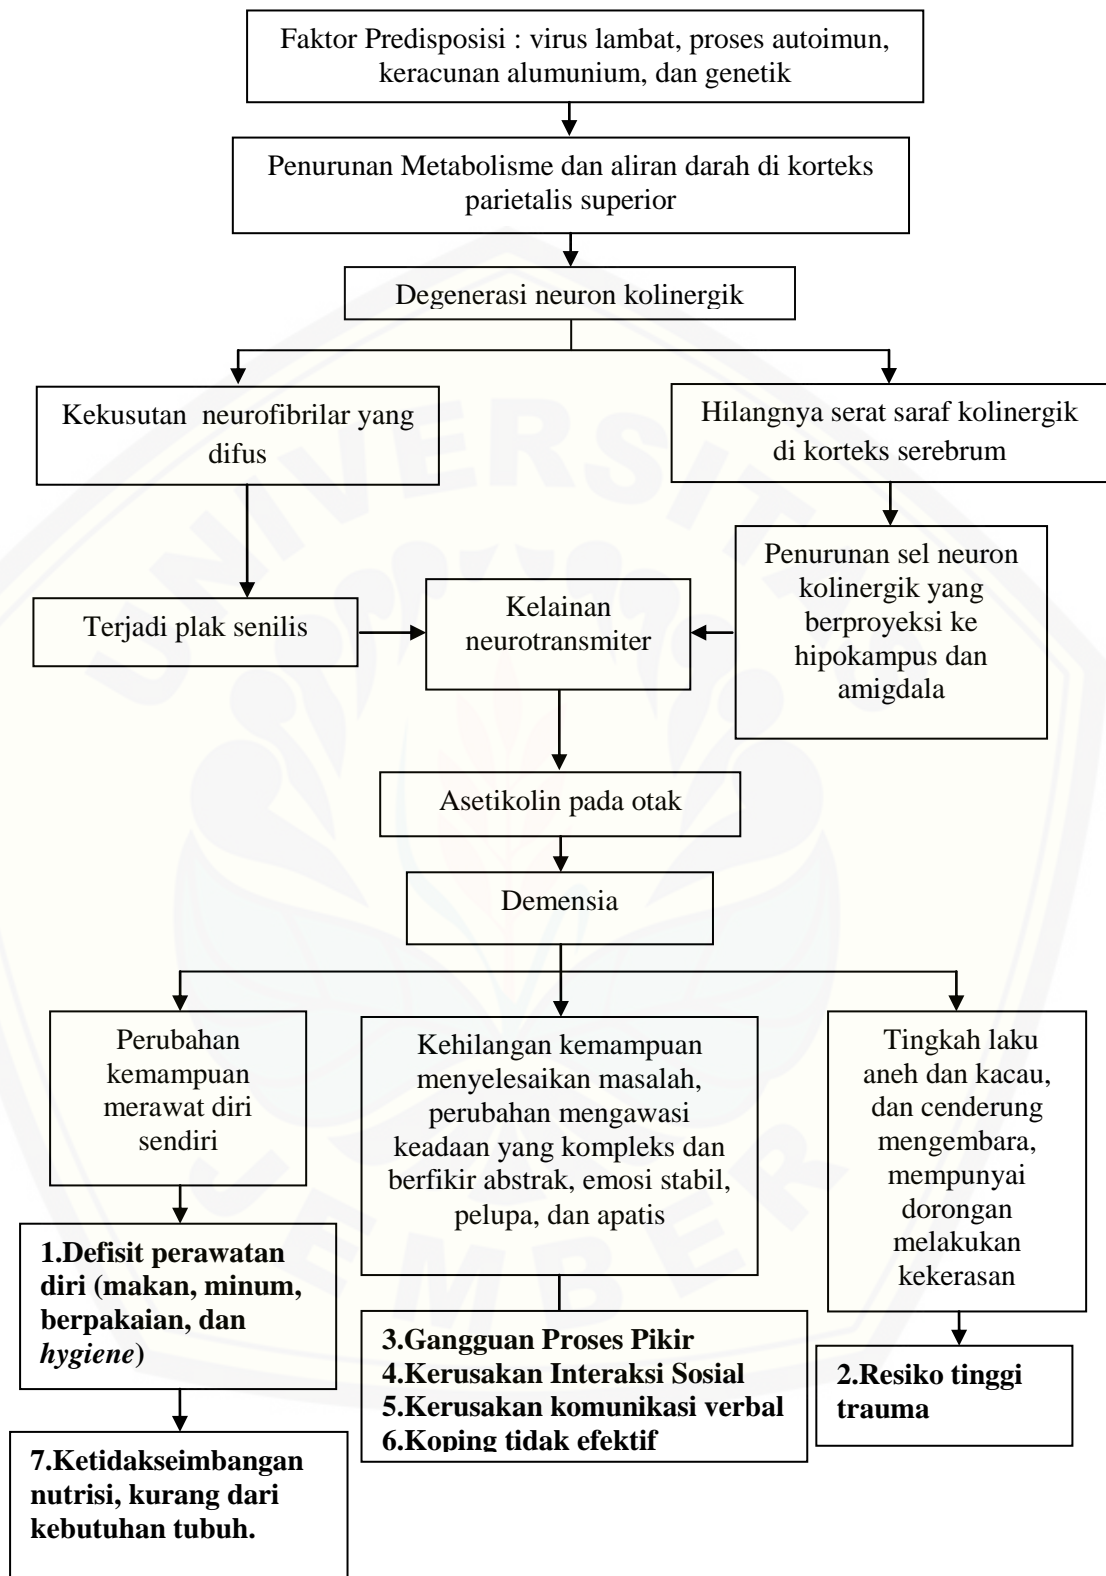 Faktor Predisposisi : virus lambat, proses autoimun,
keracunan alumunium, dan genetik
Penurunan Metabolisme dan aliran darah di korteks
parietalis superior
Degenerasi neuron kolinergik
Kekusutan neurofibrilar yang
difus
Hilangnya serat saraf kolinergik
di korteks serebrum
Terjadi plak senilis
Kelainan
neurotransmiter
Penurunan sel neuron
kolinergik yang
berproyeksi ke
hipokampus dan
amigdala
Asetikolin pada otak
Demensia
Perubahan
kemampuan
merawat diri
sendiri
Kehilangan kemampuan
menyelesaikan masalah,
perubahan mengawasi
keadaan yang kompleks dan
berfikir abstrak, emosi stabil,
pelupa, dan apatis
Tingkah laku
aneh dan kacau,
dan cenderung
mengembara,
mempunyai
dorongan
melakukan
kekerasan
1.Defisit perawatan
diri (makan, minum,
berpakaian, dan
hygiene)
3.Gangguan Proses Pikir
4.Kerusakan Interaksi Sosial
5.Kerusakan komunikasi verbal
6.Koping tidak efektif
2.Resiko tinggi
trauma
7.Ketidakseimbangan
nutrisi, kurang dari
kebutuhan tubuh.
UNIVERSITAS
JEMBER